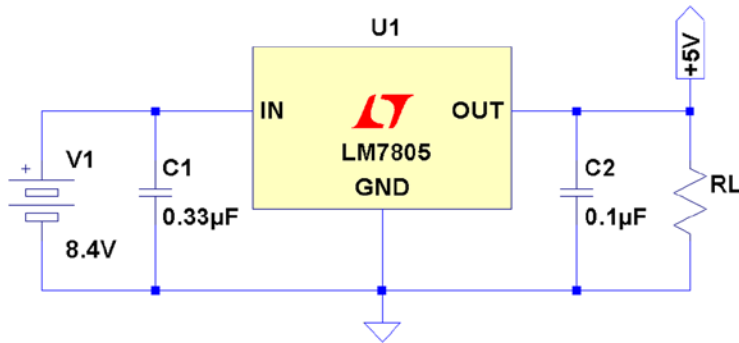 U1
+5V
IN
OUT
LM7805
GND
+
V1
8.4V
C1
0.33µF
C2
0.1µF
RL